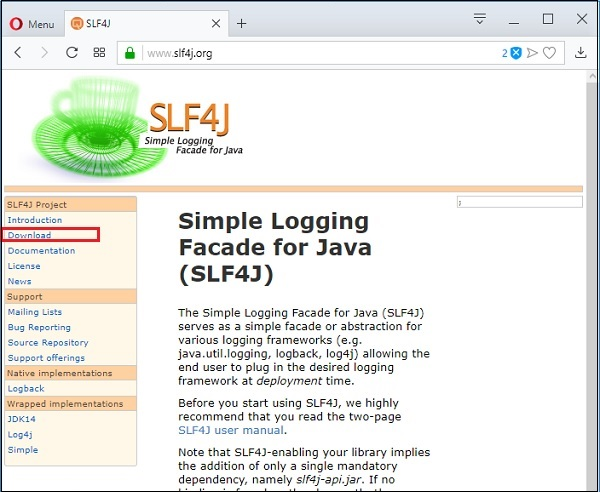 Menu
SLF4J
www.slf4j.org
2
SLF4J
Simple Logging
Facade for Java
SLF4J Project
Introduction
Download
Documentation
License
News
Support
Mailing Lists
Bug Reporting
Source Repository
Support offerings
Native implementations
Logback
Wrapped implementations
JDK14
Log4j
Simple
Simple Logging
Facade for Java
(SLF4J)
The Simple Logging Facade for Java (SLF4J)
serves as a simple facade or abstraction for
various logging frameworks (e.g.
java.util.logging, logback, log4j) allowing the
end user to plug in the desired logging
framework at deployment time.
Before you start using SLF4J, we highly
recommend that you read the two-page
SLF4J user manual.
Note that SLF4J-enabling your library implies
the addition of only a single mandatory
dependency, namely slf4j-api.jar. If no